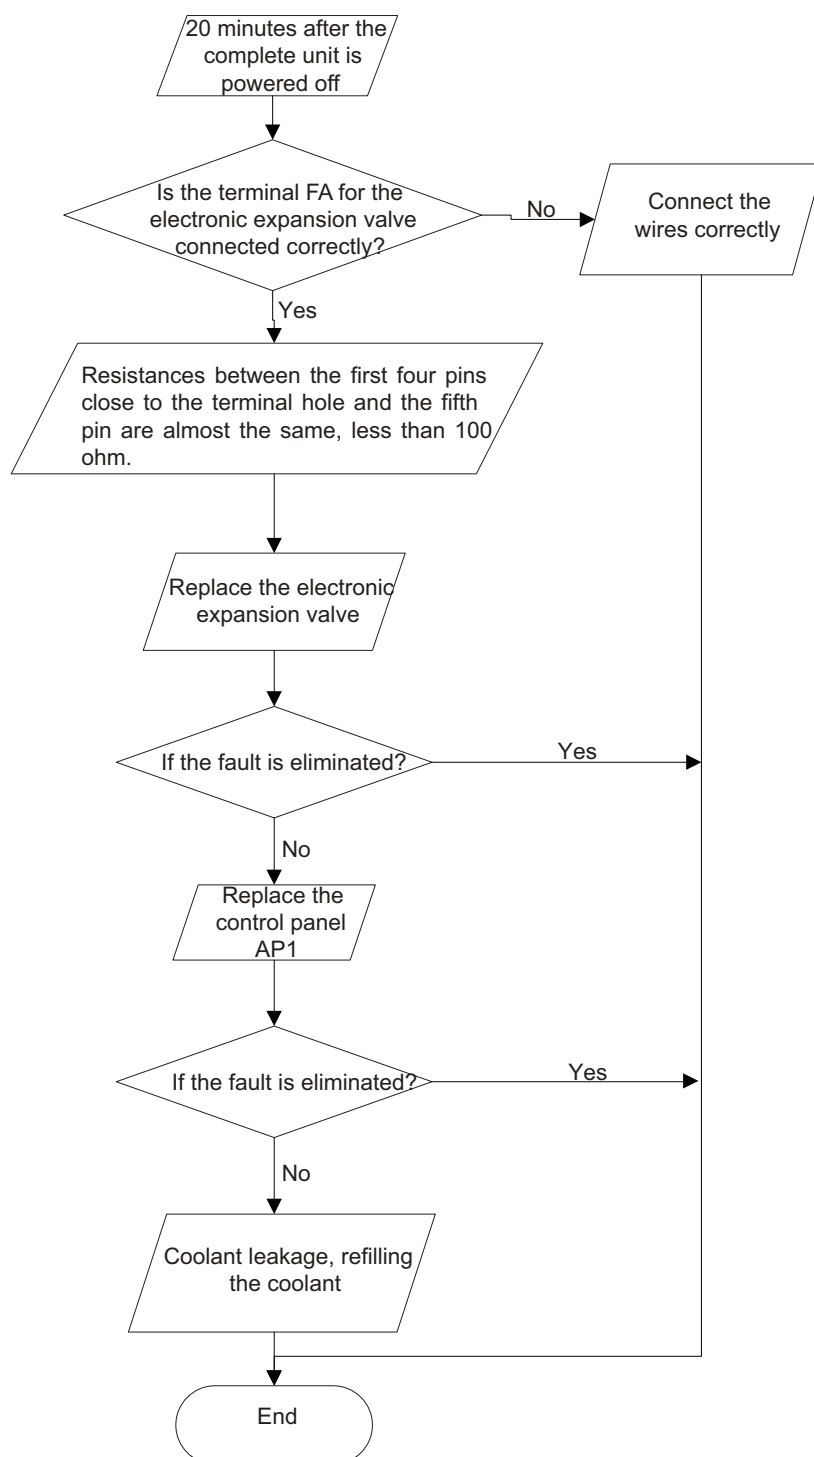 20 minutes after the
complete unit is
powered off
Is the terminal FA for the
electronic expansion valve
connected correctly?
No
Connect the
wires correctly
Yes
Resistances between the first four pins
close to the terminal hole and the fifth
pin are almost the same, less than 100
ohm.
Replace the electronic
expansion valve
If the fault is eliminated?
Yes
No
Replace the
control panel
AP1
If the fault is eliminated?
Yes
No
Coolant leakage, refilling
the coolant
End